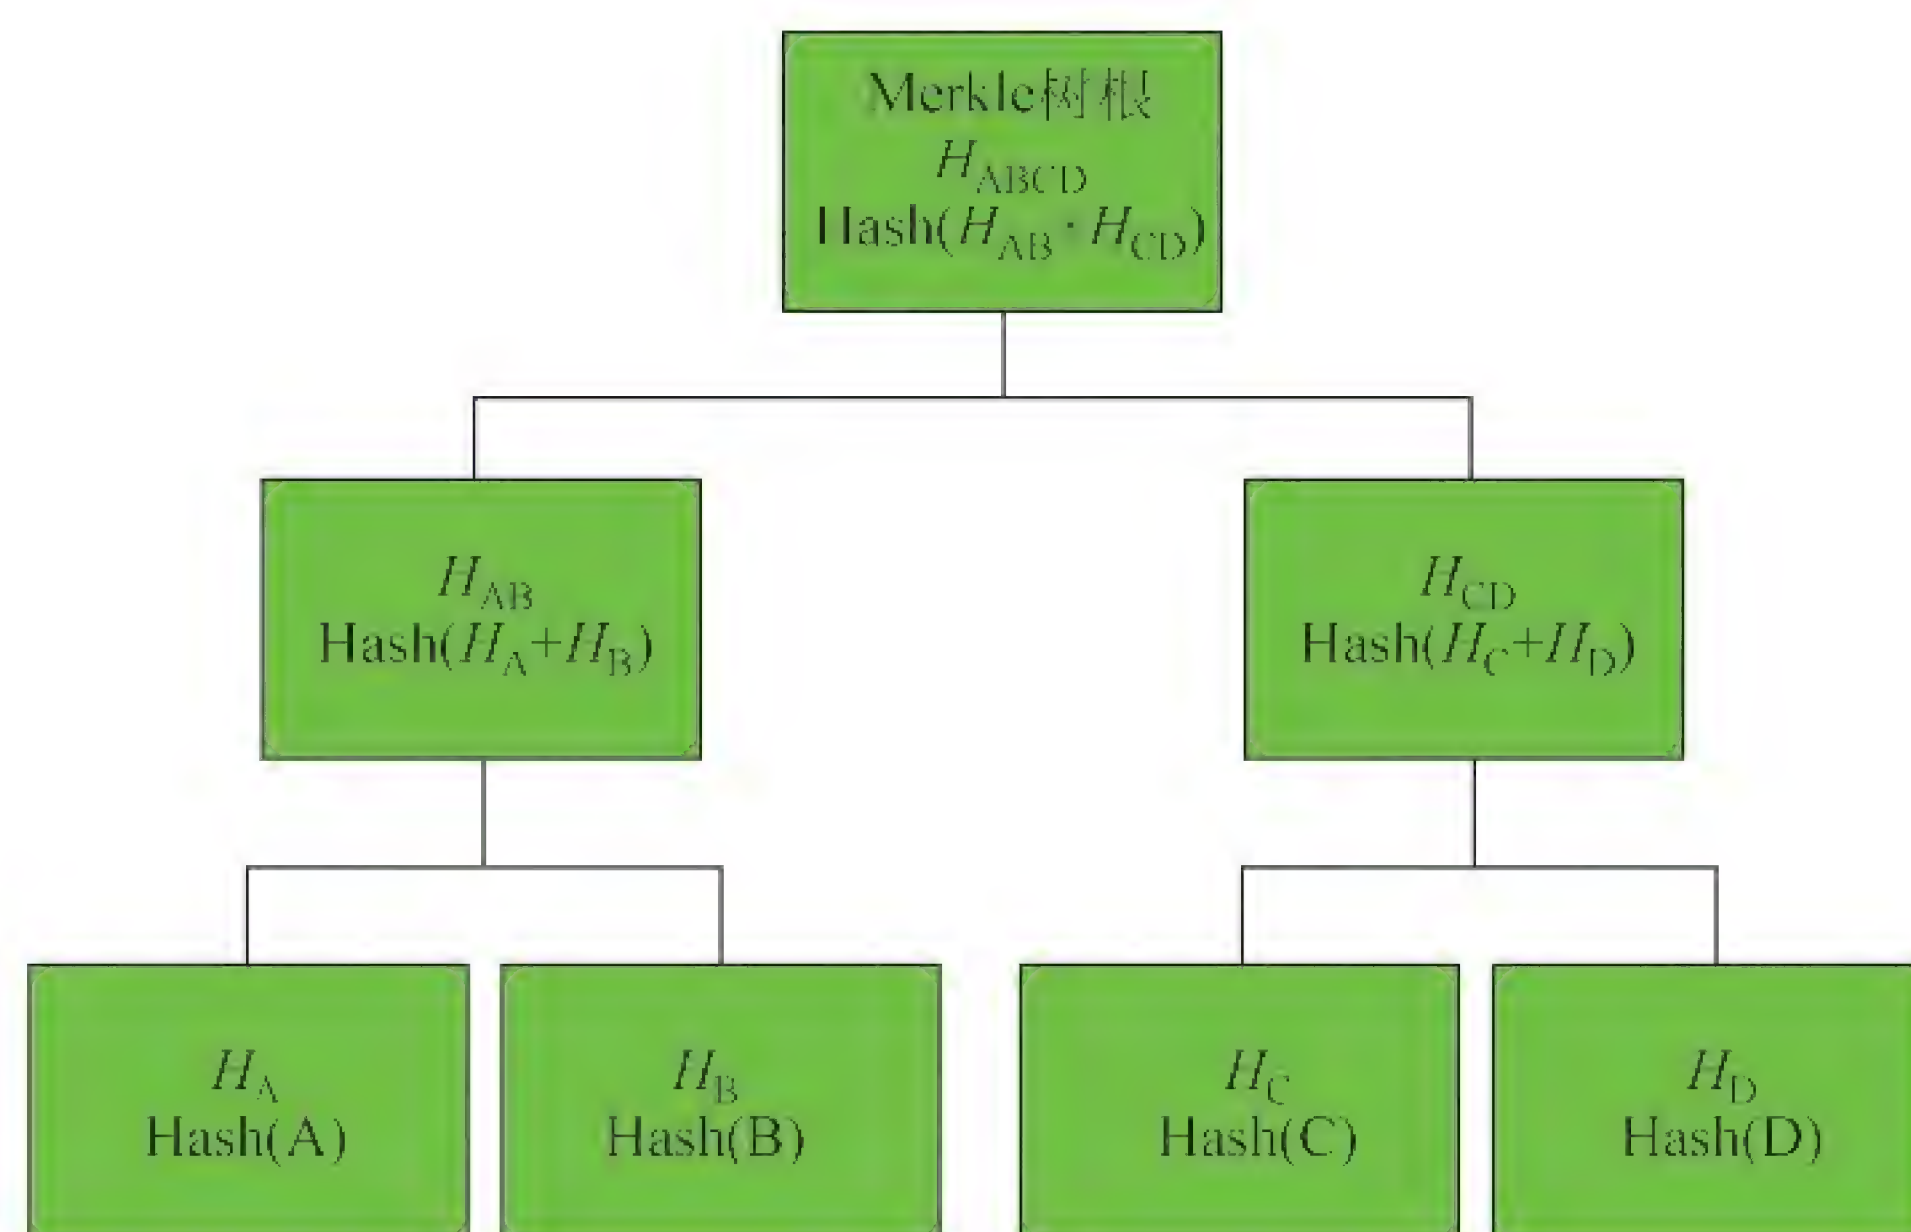 Merkle树根
H_ABCD
Hash(H_AB·H_CD)
H_AB
Hash(H_A+H_B)
H_CD
Hash(H_C+H_D)
H_A
Hash(A)
H_B
Hash(B)
H_C
Hash(C)
H_D
Hash(D)